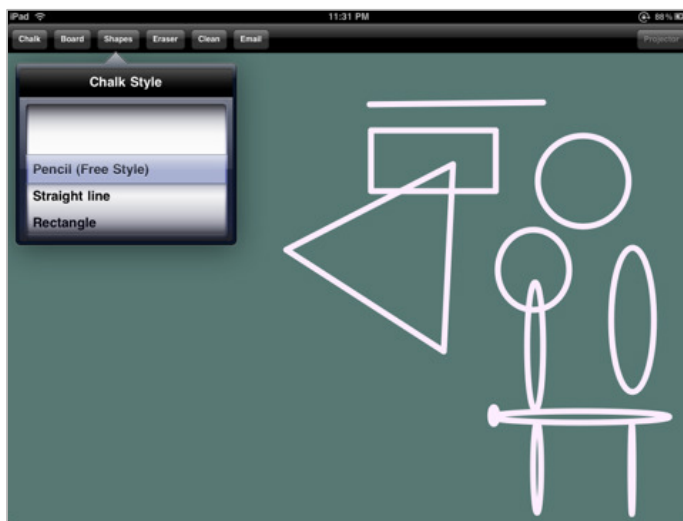 iPad 11:31 PM 88%
Chalk Board Shapes Eraser Clean Email Projector
Chalk Style
Pencil (Free Style)
Straight line
Rectangle